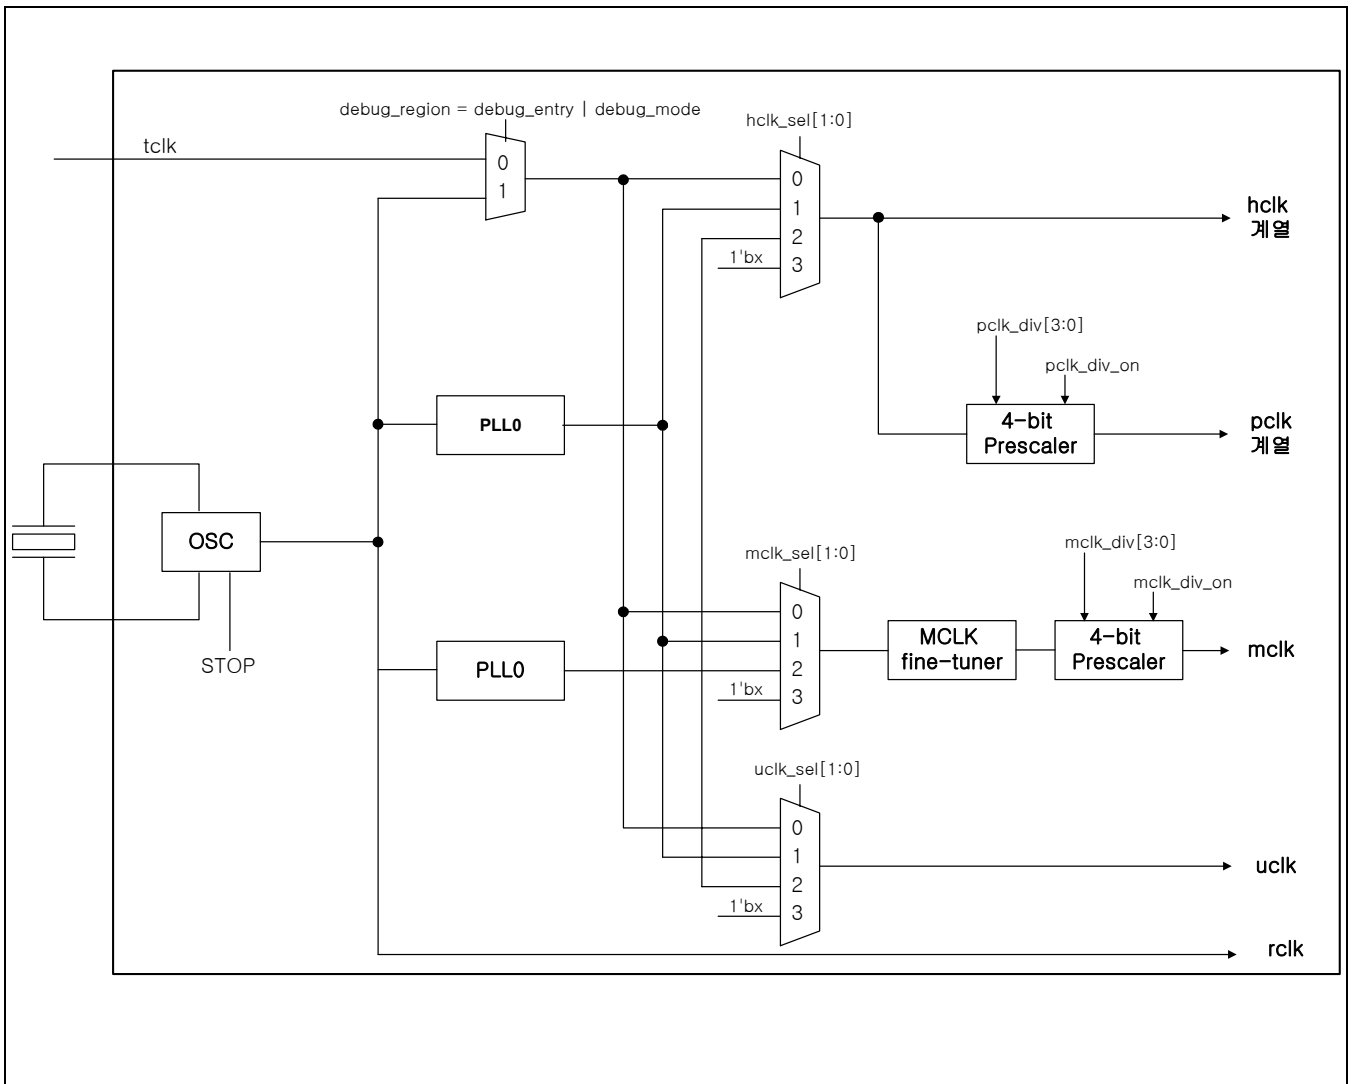 debug_region = debug_entry | debug_mode
hclk_sel[1:0]
tclk
0
1
0
1
2
1'bx
3
hclk
계열
pclk_div[3:0]
pclk_div_on
PLL0
4-bit
Prescaler
pclk
계열
OSC
STOP
mclk_sel[1:0]
mclk_div[3:0]
mclk_div_on
0
1
2
1'bx
3
MCLK
fine-tuner
4-bit
Prescaler
mclk
PLL0
uclk_sel[1:0]
0
1
2
1'bx
3
uclk
rclk